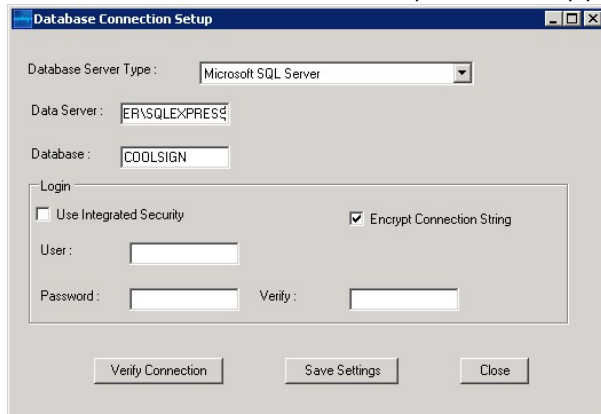 Database Connection Setup
Database Server Type : Microsoft SQL Server
Data Server : ER\SQLEXPRESS
Database : COOLSIGN
Login
Use Integrated Security Encrypt Connection String
User :
Password : Verify :
Verify Connection Save Settings Close